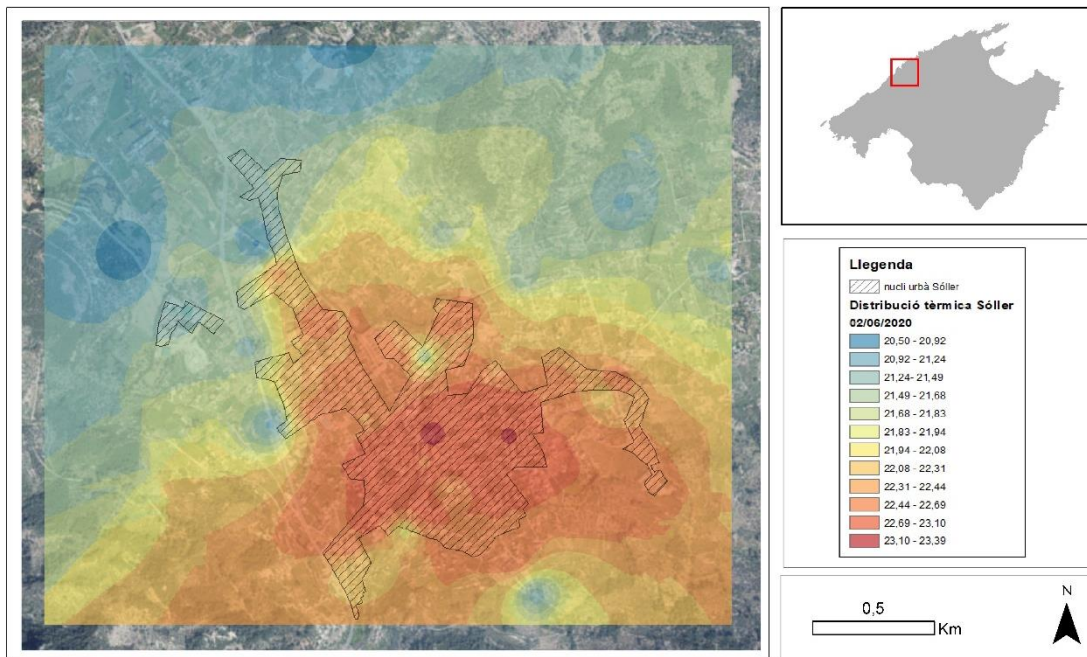 Llegenda
nucli urbà Sóller
Distribució tèrmica Sóller
02/06/2020
20,50 - 20,92
20,92 - 21,24
21,24- 21,49
21,49 - 21,68
21,68 - 21,83
21,83 - 21,94
21,94 - 22,08
22,08 - 22,31
22,31 - 22,44
22,44 - 22,69
22,69 - 23,10
23,10 - 23,39
0,5
Km
N